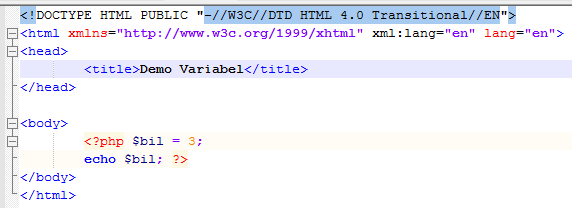 <!DOCTYPE HTML PUBLIC "-//W3C//DTD HTML 4.0 Transitional//EN">
<html xmlns="http://www.w3c.org/1999/xhtml" xml:lang="en" lang="en">
<head>
<title>Demo Variabel</title>
</head>
<body>
<?php $bil = 3;
echo $bil; ?>
</body>
</html>